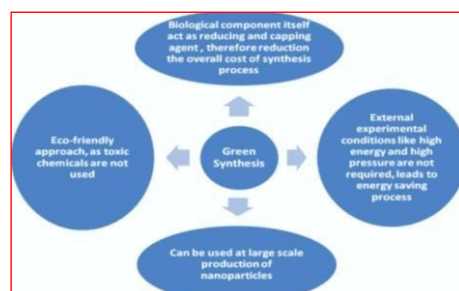 Biological component itself
act as reducing and capping
agent , therefore reduction
the overall cost of synthesis
process
Eco-friendly
approach, as toxic
chemicals are not
used
Green
Synthesis
External
experimental
conditions like high
energy and high
pressure are not
required, leads to
energy saving
process
Can be used at large scale
production of
nanoparticles